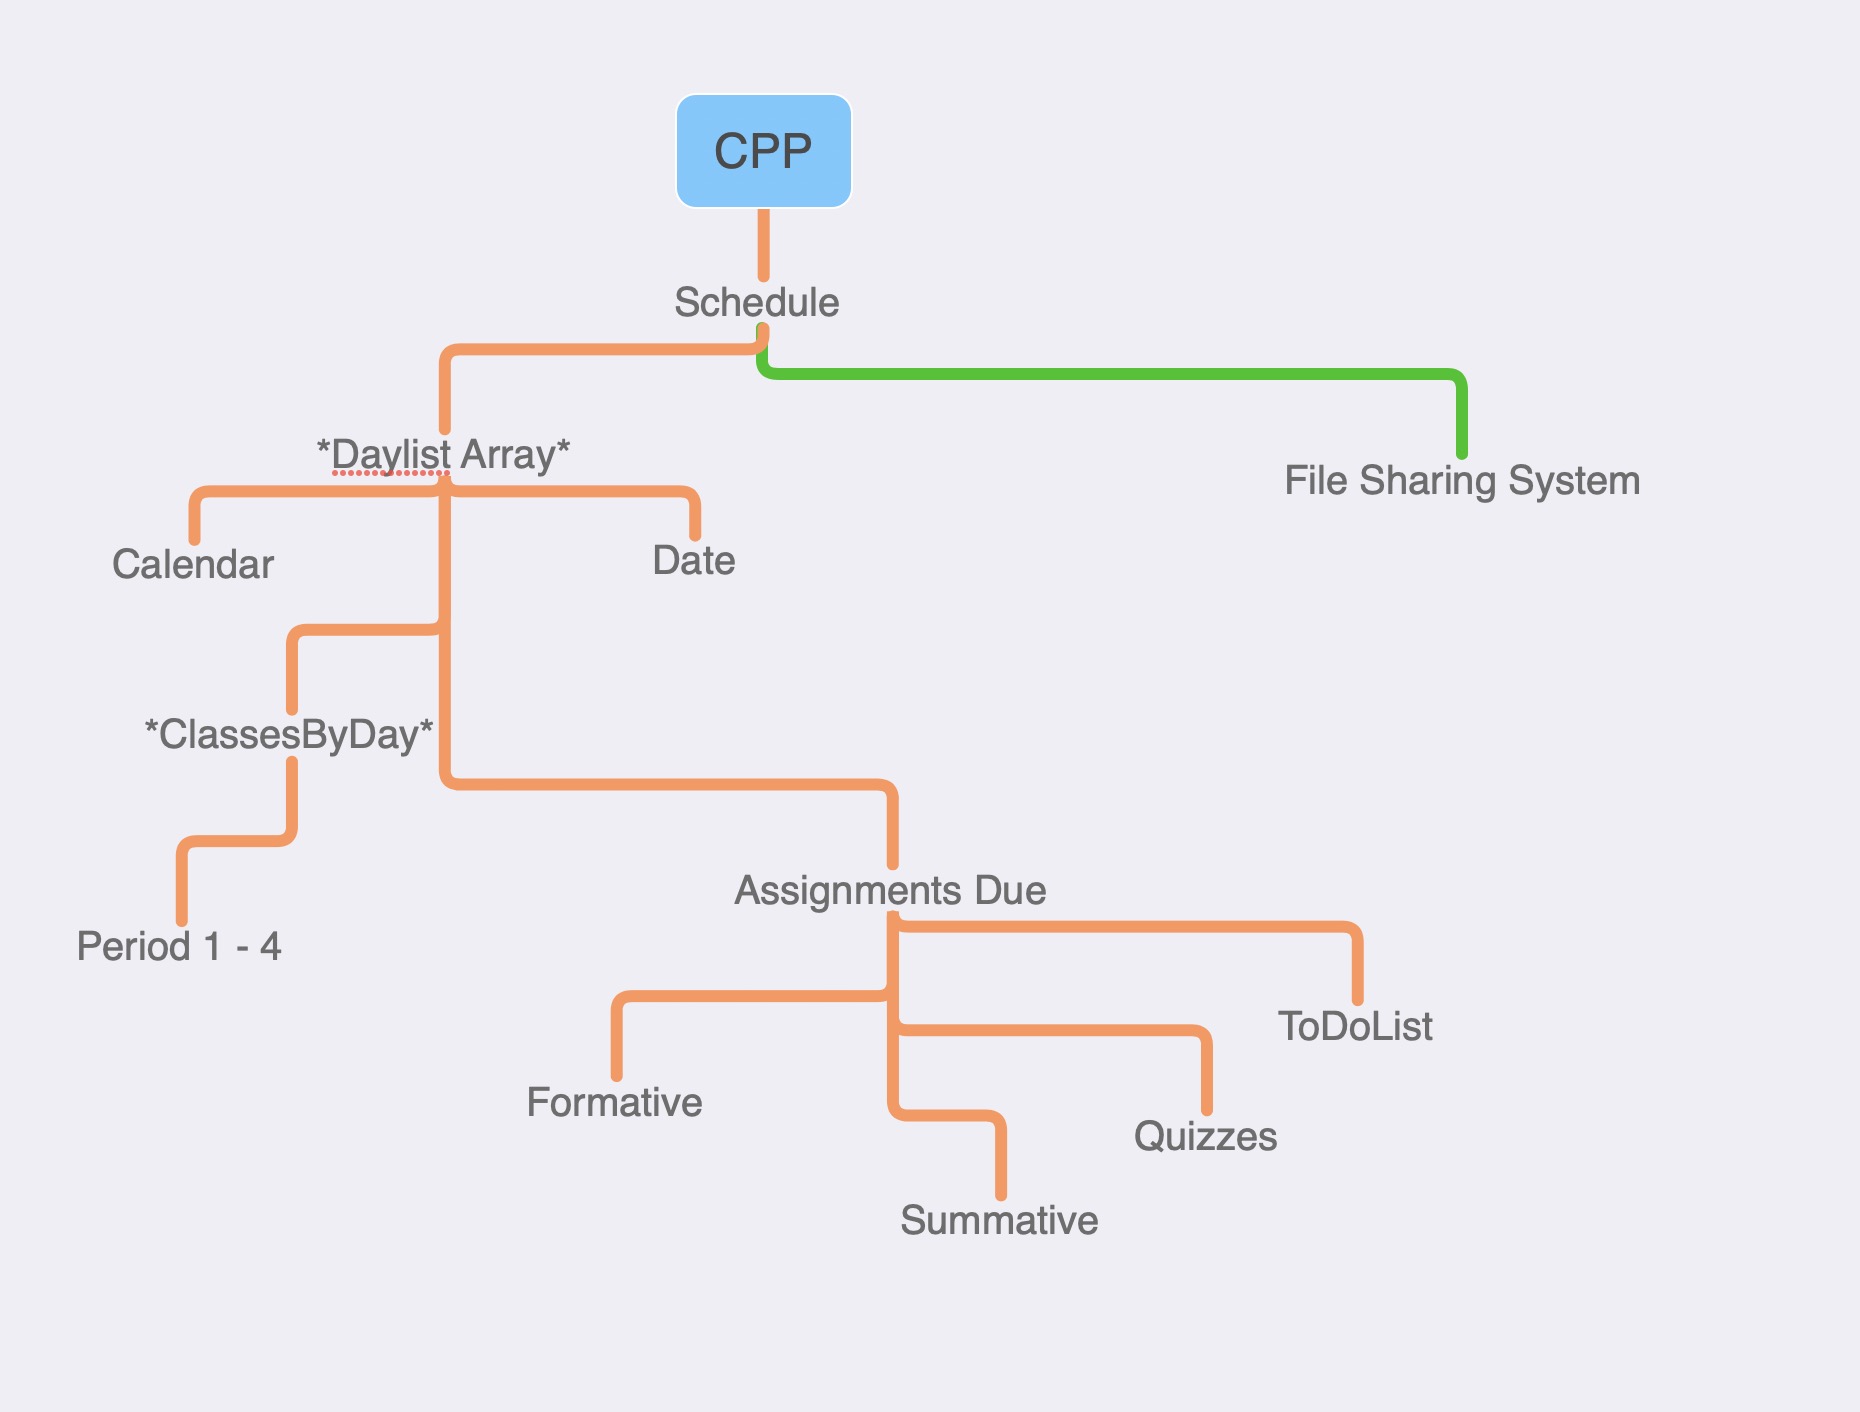 CPP
Schedule
*Daylist Array*
File Sharing System
Calendar
Date
*ClassesByDay*
Assignments Due
Period 1 - 4
ToDoList
Formative
Quizzes
Summative